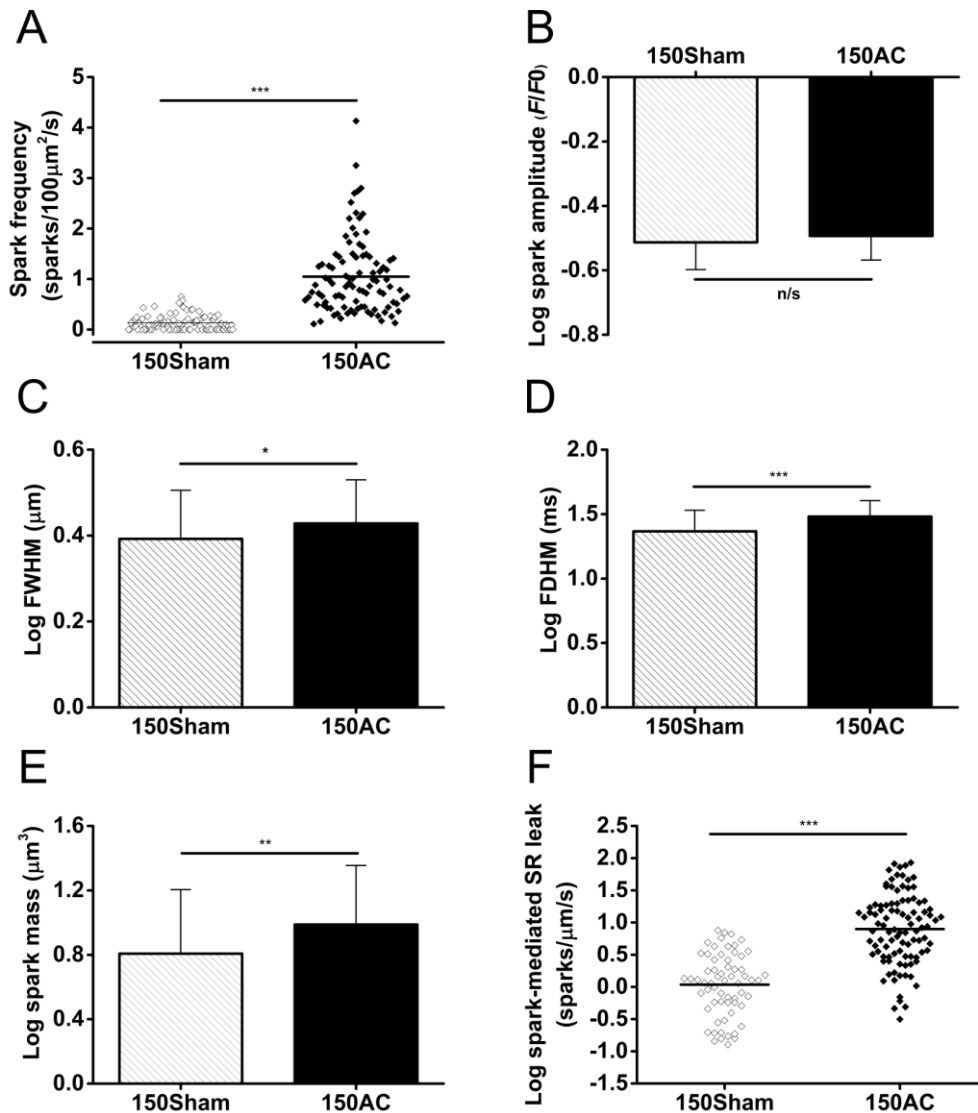 A
Spark frequency
(sparks/100μm²/s)
5
4
3
2
1
0
***
150Sham
150AC
B
150Sham
150AC
Log spark amplitude (F/F0)
0.0
-0.2
-0.4
-0.6
-0.8
n/s
C
Log FWHM (μm)
0.6
0.4
0.2
0.0
*
150Sham
150AC
D
Log FDHM (ms)
2.0
1.5
1.0
0.5
0.0
***
150Sham
150AC
E
Log spark mass (μm³)
1.6
1.2
0.8
0.4
0.0
**
150Sham
150AC
F
Log spark-mediated SR leak
(sparks/μm/s)
2.5
2.0
1.5
1.0
0.5
0.0
-0.5
-1.0
-1.5
***
150Sham
150AC